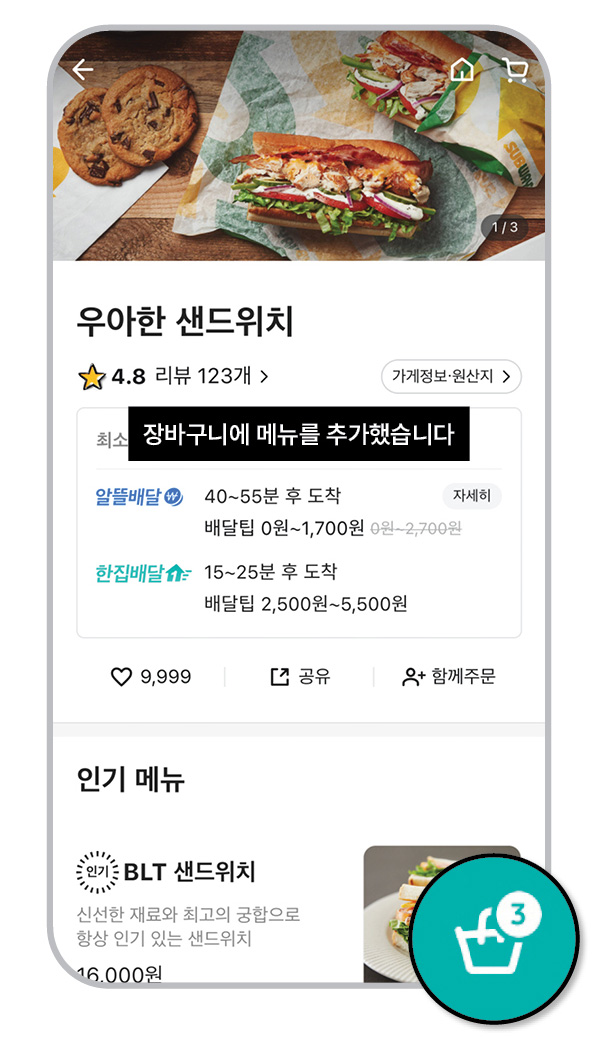 SUBWAY
1 / 3
우아한 샌드위치
4.8 리뷰 123개
가게정보·원산지
최소
장바구니에 메뉴를 추가했습니다
알뜰배달 ₩ 40~55분 후 도착 자세히
배달팁 0원~1,700원 0원~2,700원
한집배달 15~25분 후 도착
배달팁 2,500원~5,500원
9,999 공유 함께주문
인기 메뉴
인기 BLT 샌드위치
신선한 재료와 최고의 궁합으로
항상 인기 있는 샌드위치
16,000원
3